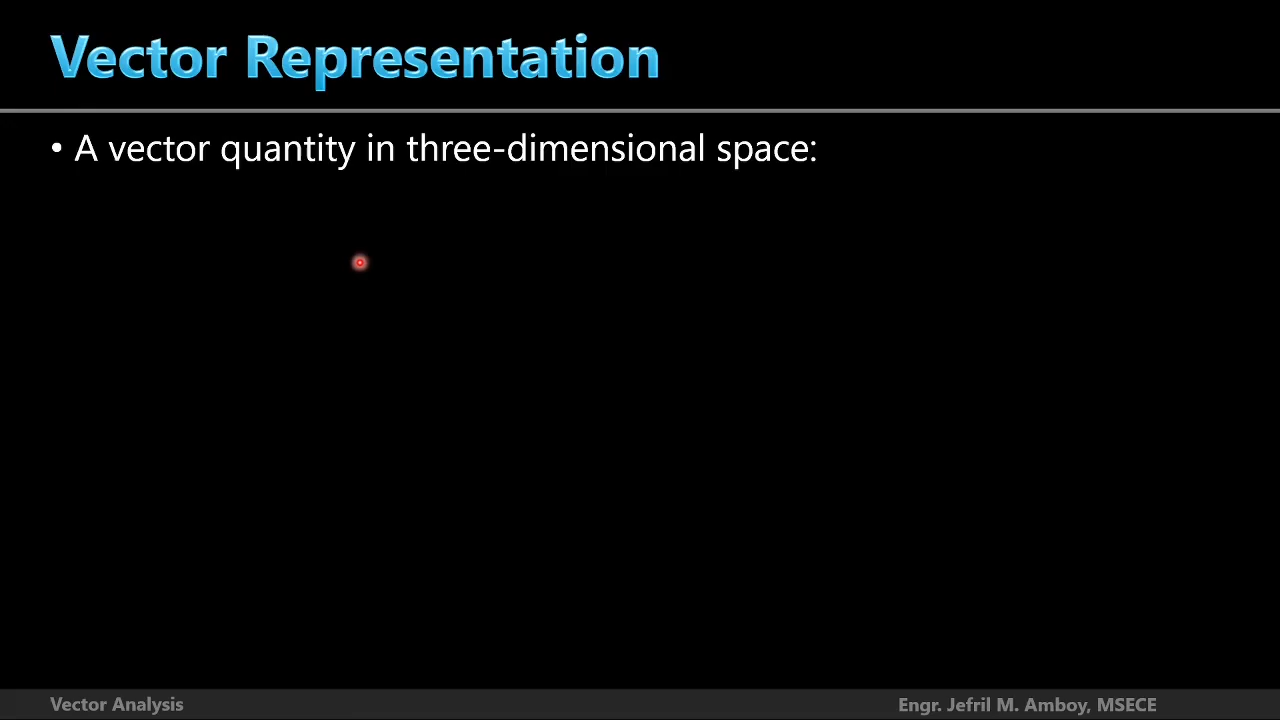 Vector Representation
• A vector quantity in three-dimensional space:
Vector Analysis
Engr. Jefril M. Amboy, MSECE